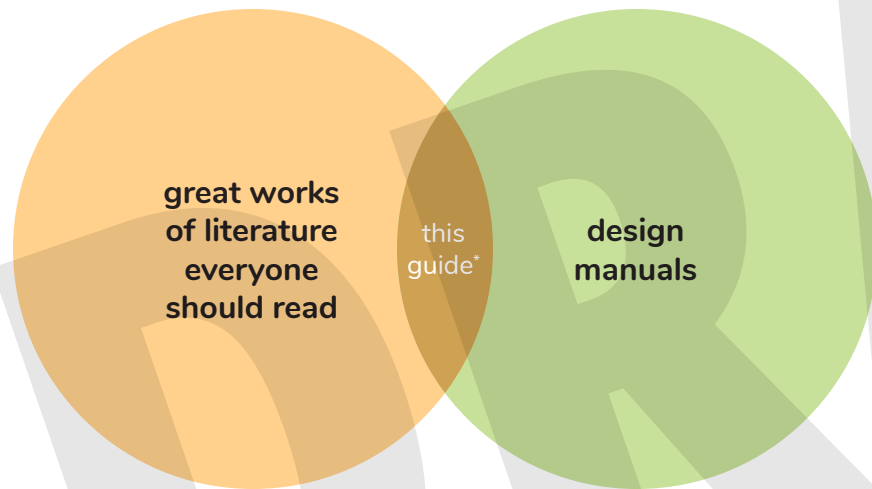 great works
of literature
everyone
should read
this
guide*
design
manuals